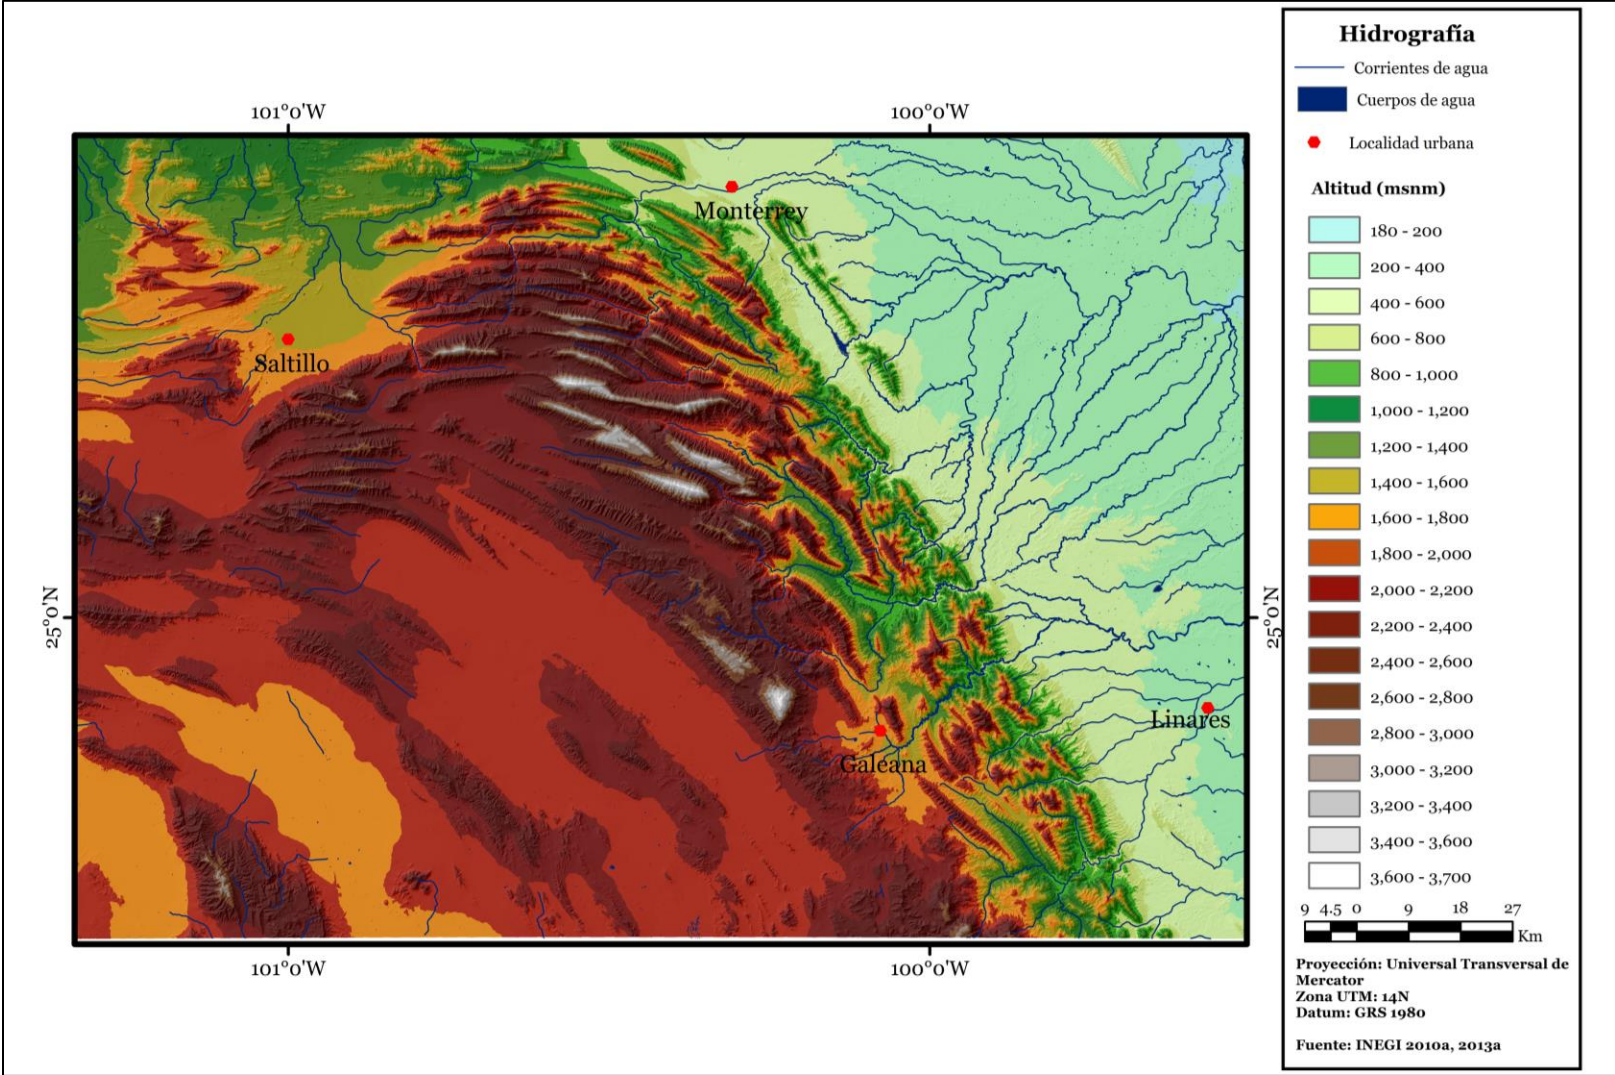 Hidrografía
Corrientes de agua
Cuerpos de agua
Localidad urbana
Altitud (msnm)
180 - 200
200 - 400
400 - 600
600 - 800
800 - 1,000
1,000 - 1,200
1,200 - 1,400
1,400 - 1,600
1,600 - 1,800
1,800 - 2,000
2,000 - 2,200
2,200 - 2,400
2,400 - 2,600
2,600 - 2,800
2,800 - 3,000
3,000 - 3,200
3,200 - 3,400
3,400 - 3,600
3,600 - 3,700
9 4.5 0 9 18 27
Km
Proyección: Universal Transversal de
Mercator
Zona UTM: 14N
Datum: GRS 1980
Fuente: INEGI 2010a, 2013a
101°0'W
100°0'W
Monterrey
Saltillo
25°0'N
25°0'N
Linares
Galeana
101°0'W
100°0'W